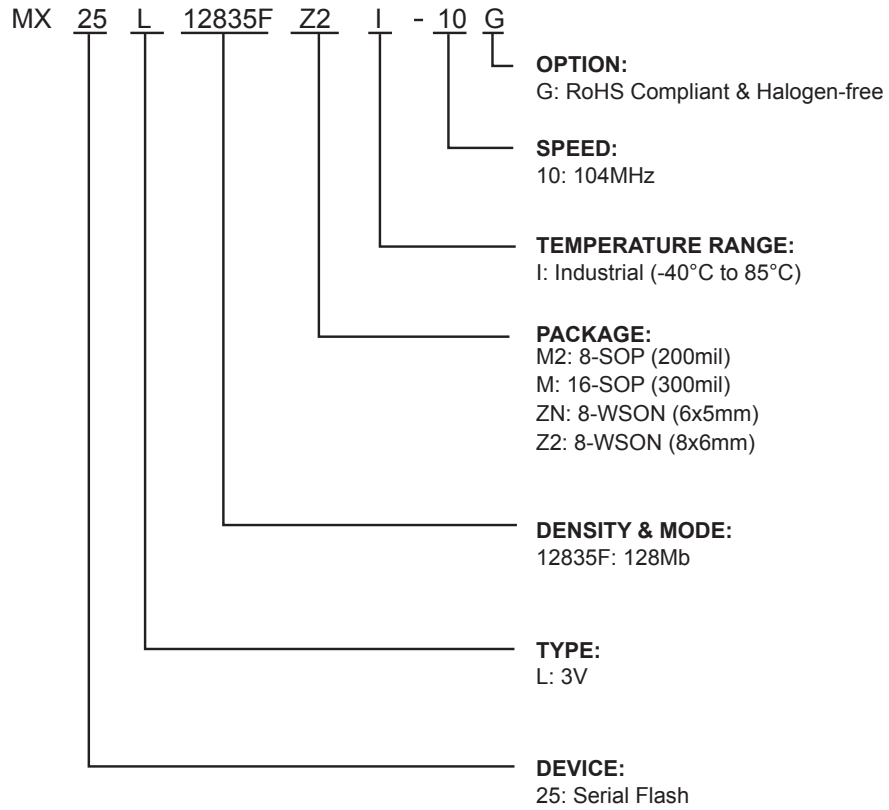 MX 25 L 12835F Z2 I - 10 G
OPTION:
G: RoHS Compliant & Halogen-free
SPEED:
10: 104MHz
TEMPERATURE RANGE:
I: Industrial (-40°C to 85°C)
PACKAGE:
M2: 8-SOP (200mil)
M: 16-SOP (300mil)
ZN: 8-WSON (6x5mm)
Z2: 8-WSON (8x6mm)
DENSITY & MODE:
12835F: 128Mb
TYPE:
L: 3V
DEVICE:
25: Serial Flash